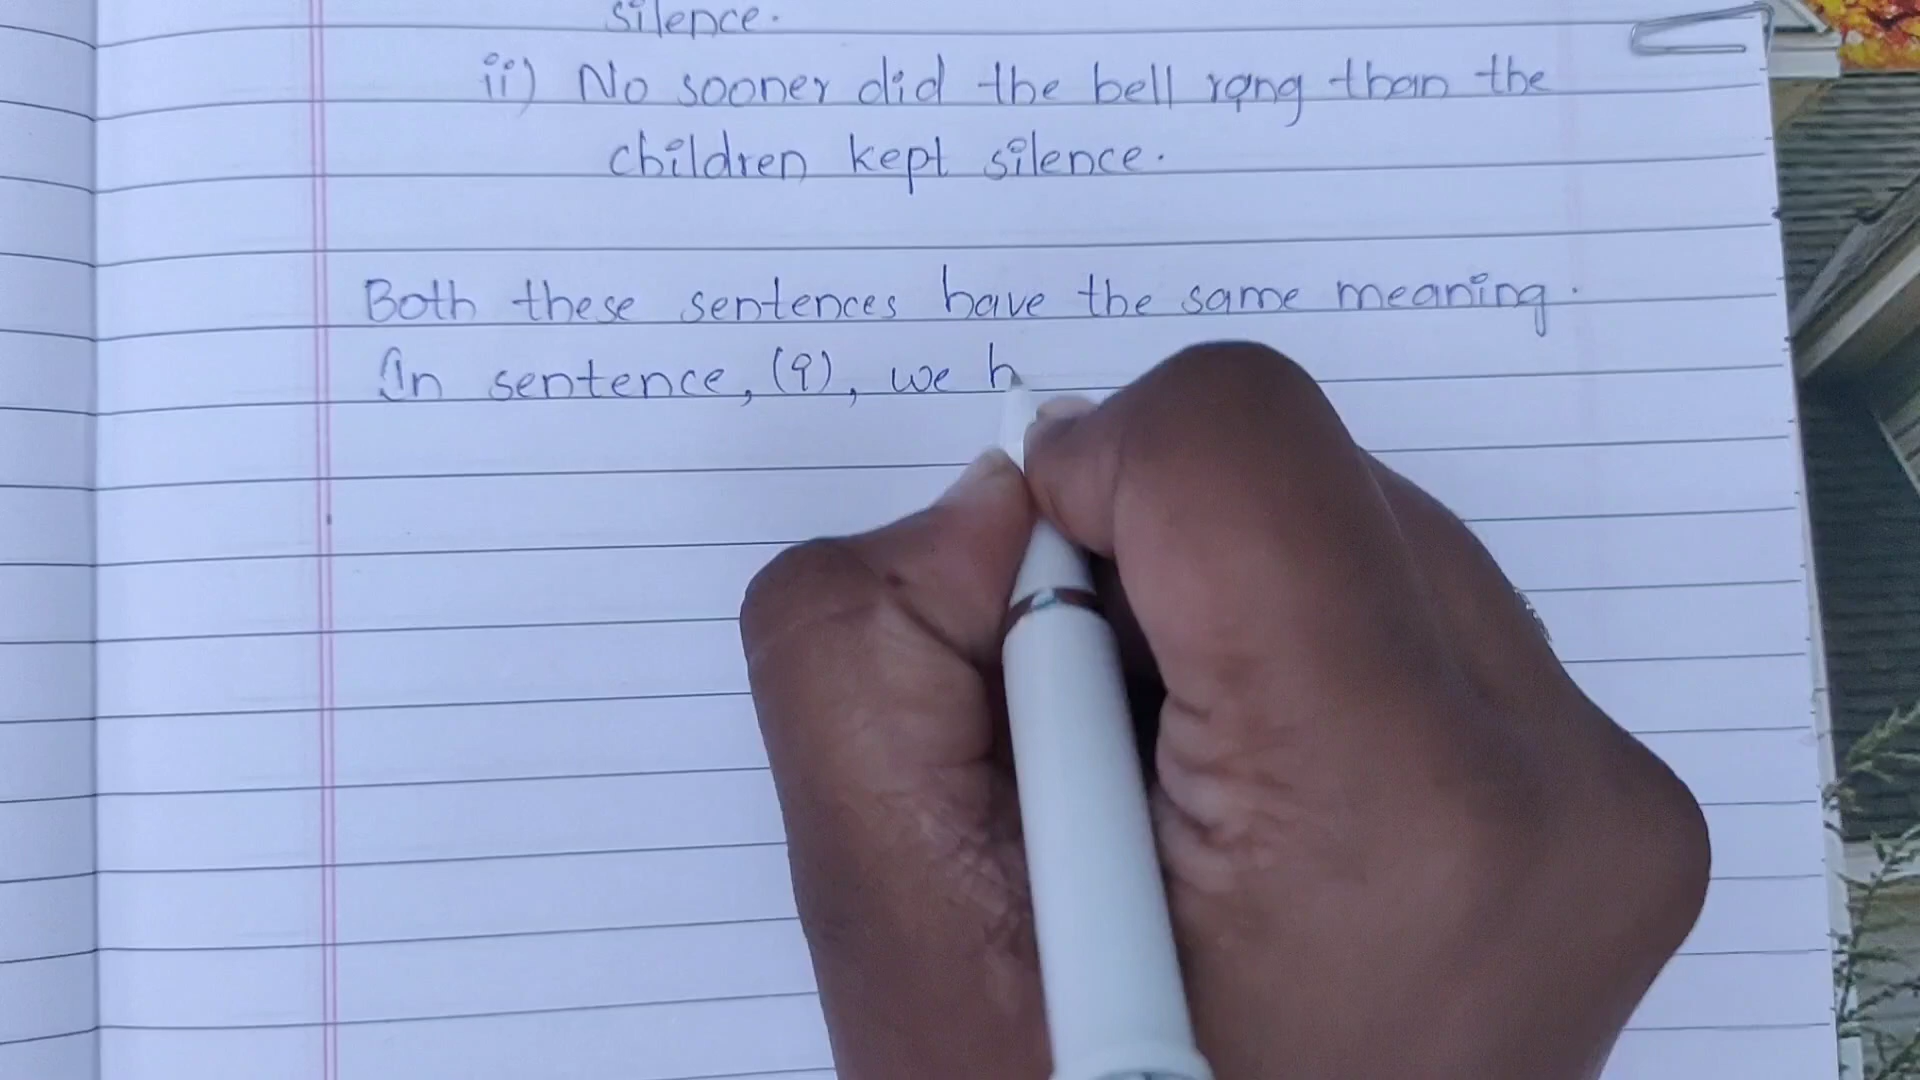 silence.
ii) No sooner did the bell rang than the
children kept silence.
Both these sentences have the same meaning.
In sentence, (a), we h